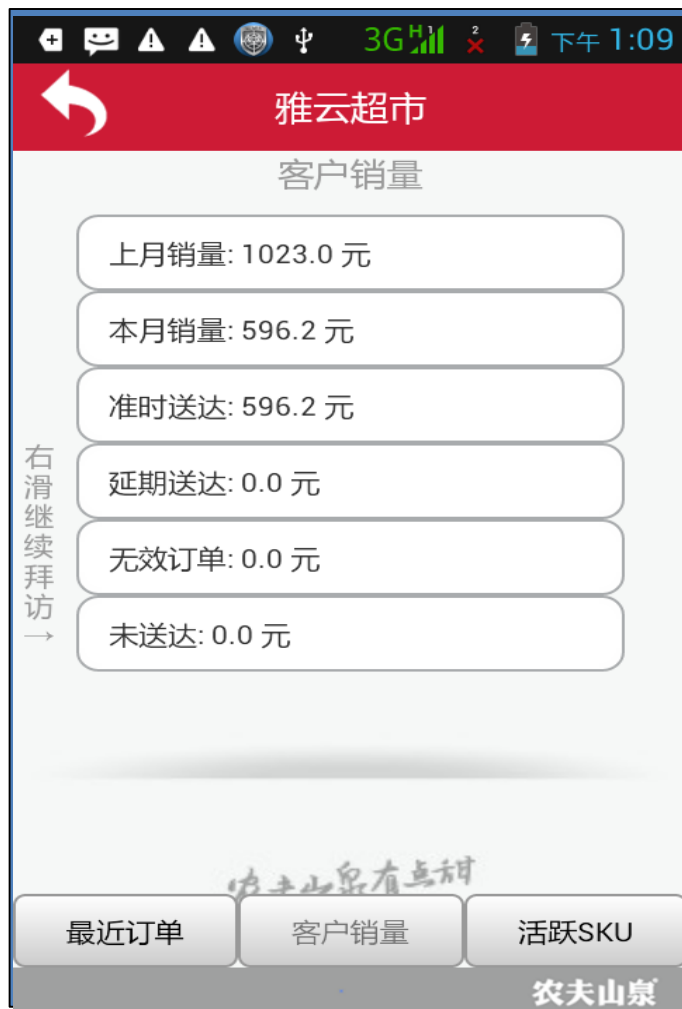 3G H 1 2 下午 1:09
雅云超市
客户销量
上月销量: 1023.0 元
本月销量: 596.2 元
准时送达: 596.2 元
延期送达: 0.0 元
无效订单: 0.0 元
未送达: 0.0 元
右滑继续拜访→
农夫山泉有点甜
最近订单 客户销量 活跃SKU
农夫山泉